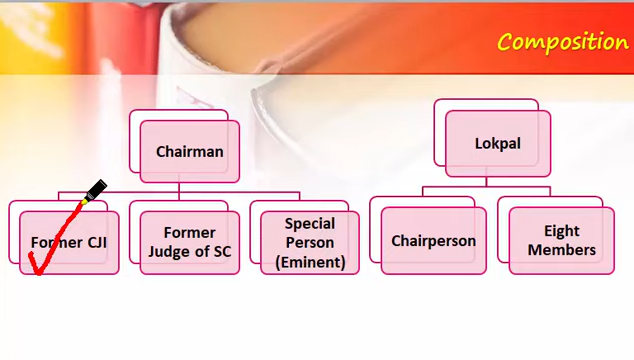 Composition
Chairman
Lokpal
Former CJI
Former
Judge of SC
Special
Person
(Eminent)
Chairperson
Eight
Members